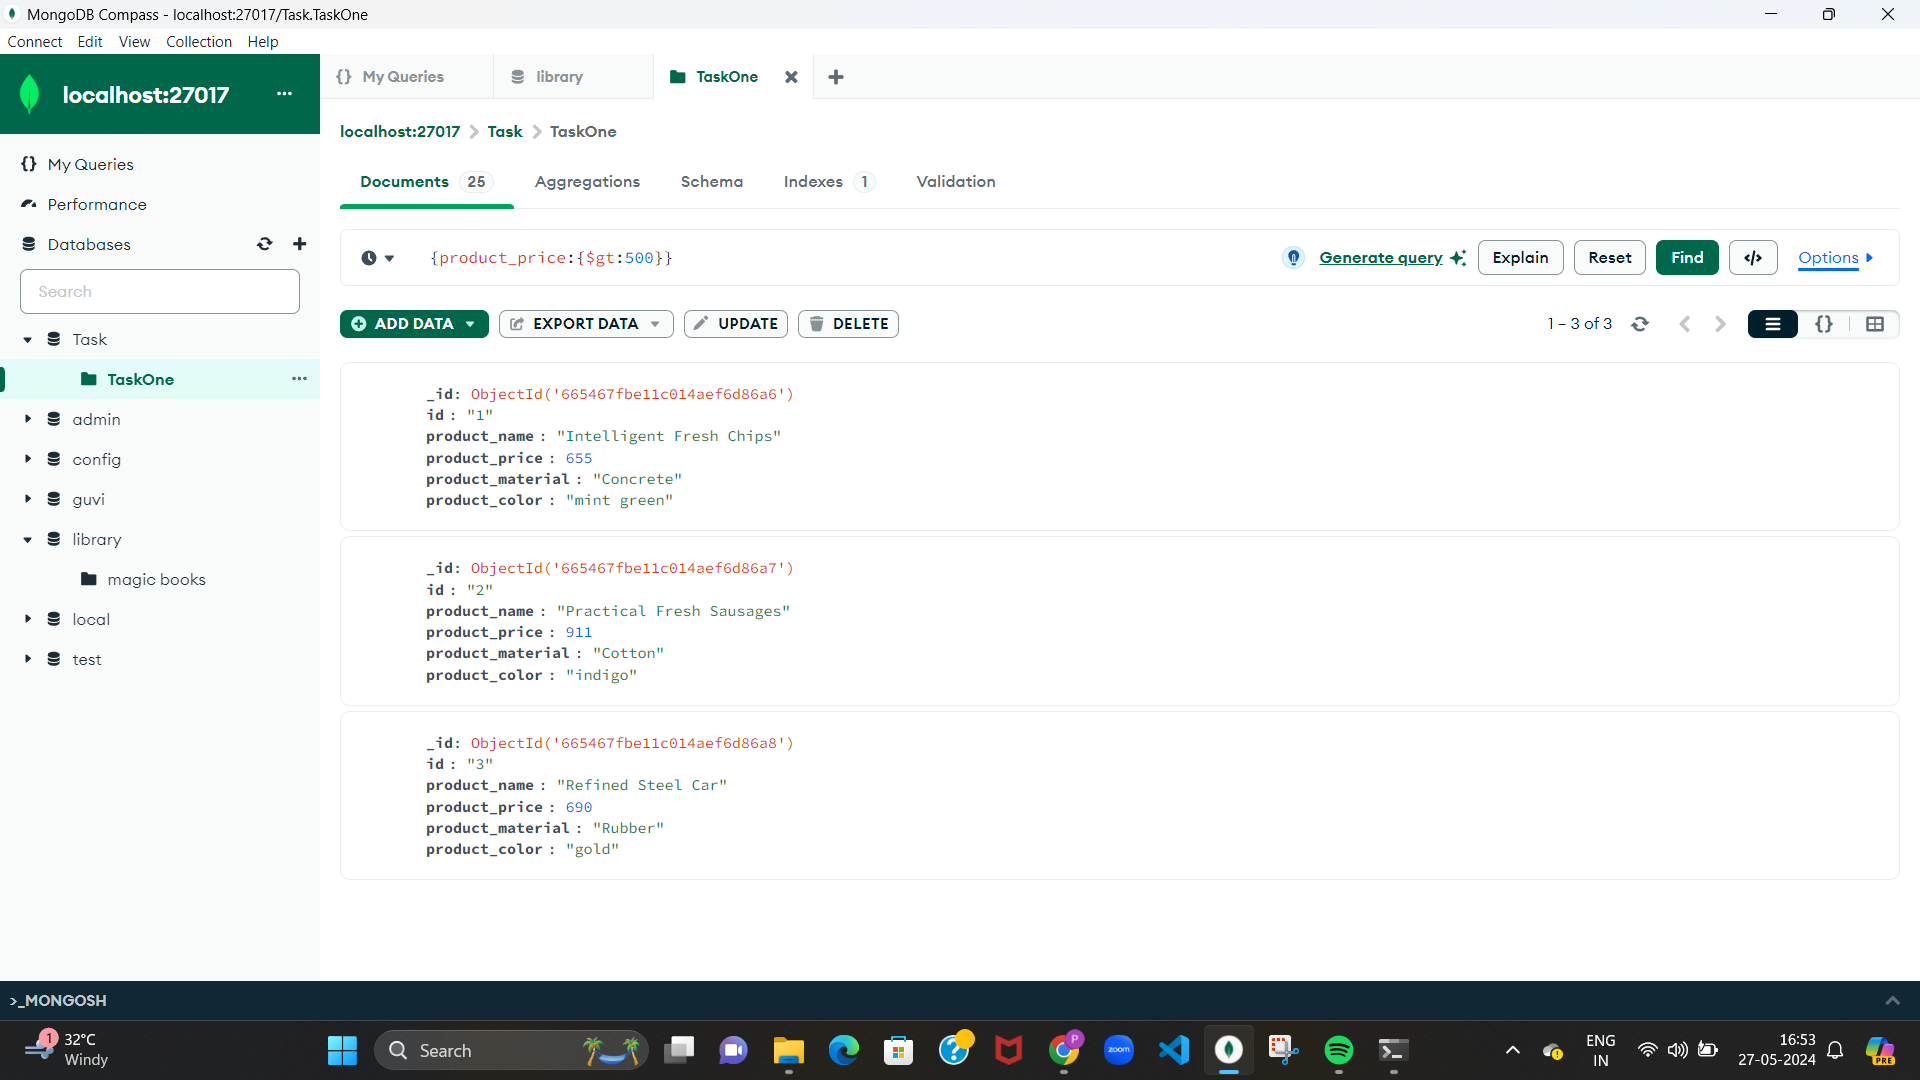 MongoDB Compass - localhost:27017/Task.TaskOne
Connect Edit View Collection Help
localhost:27017 ...
{} My Queries
library
TaskOne
localhost:27017 > Task > TaskOne
My Queries
Performance
Databases
Search
Task
TaskOne
admin
config
guvi
library
magic books
local
test
Documents 25 Aggregations Schema Indexes 1 Validation
{product_price:{$gt:500}}
Generate query Explain Reset Find </> Options
ADD DATA EXPORT DATA UPDATE DELETE
1 – 3 of 3 {}
_id: ObjectId('665467fbe11c014aef6d86a6')
id : "1"
product_name : "Intelligent Fresh Chips"
product_price : 655
product_material : "Concrete"
product_color : "mint green"
_id: ObjectId('665467fbe11c014aef6d86a7')
id : "2"
product_name : "Practical Fresh Sausages"
product_price : 911
product_material : "Cotton"
product_color : "indigo"
_id: ObjectId('665467fbe11c014aef6d86a8')
id : "3"
product_name : "Refined Steel Car"
product_price : 690
product_material : "Rubber"
product_color : "gold"
>_MONGOSH
1 32°C
Windy
Search
P
zoom
ENG
IN
16:53
27-05-2024
PRE